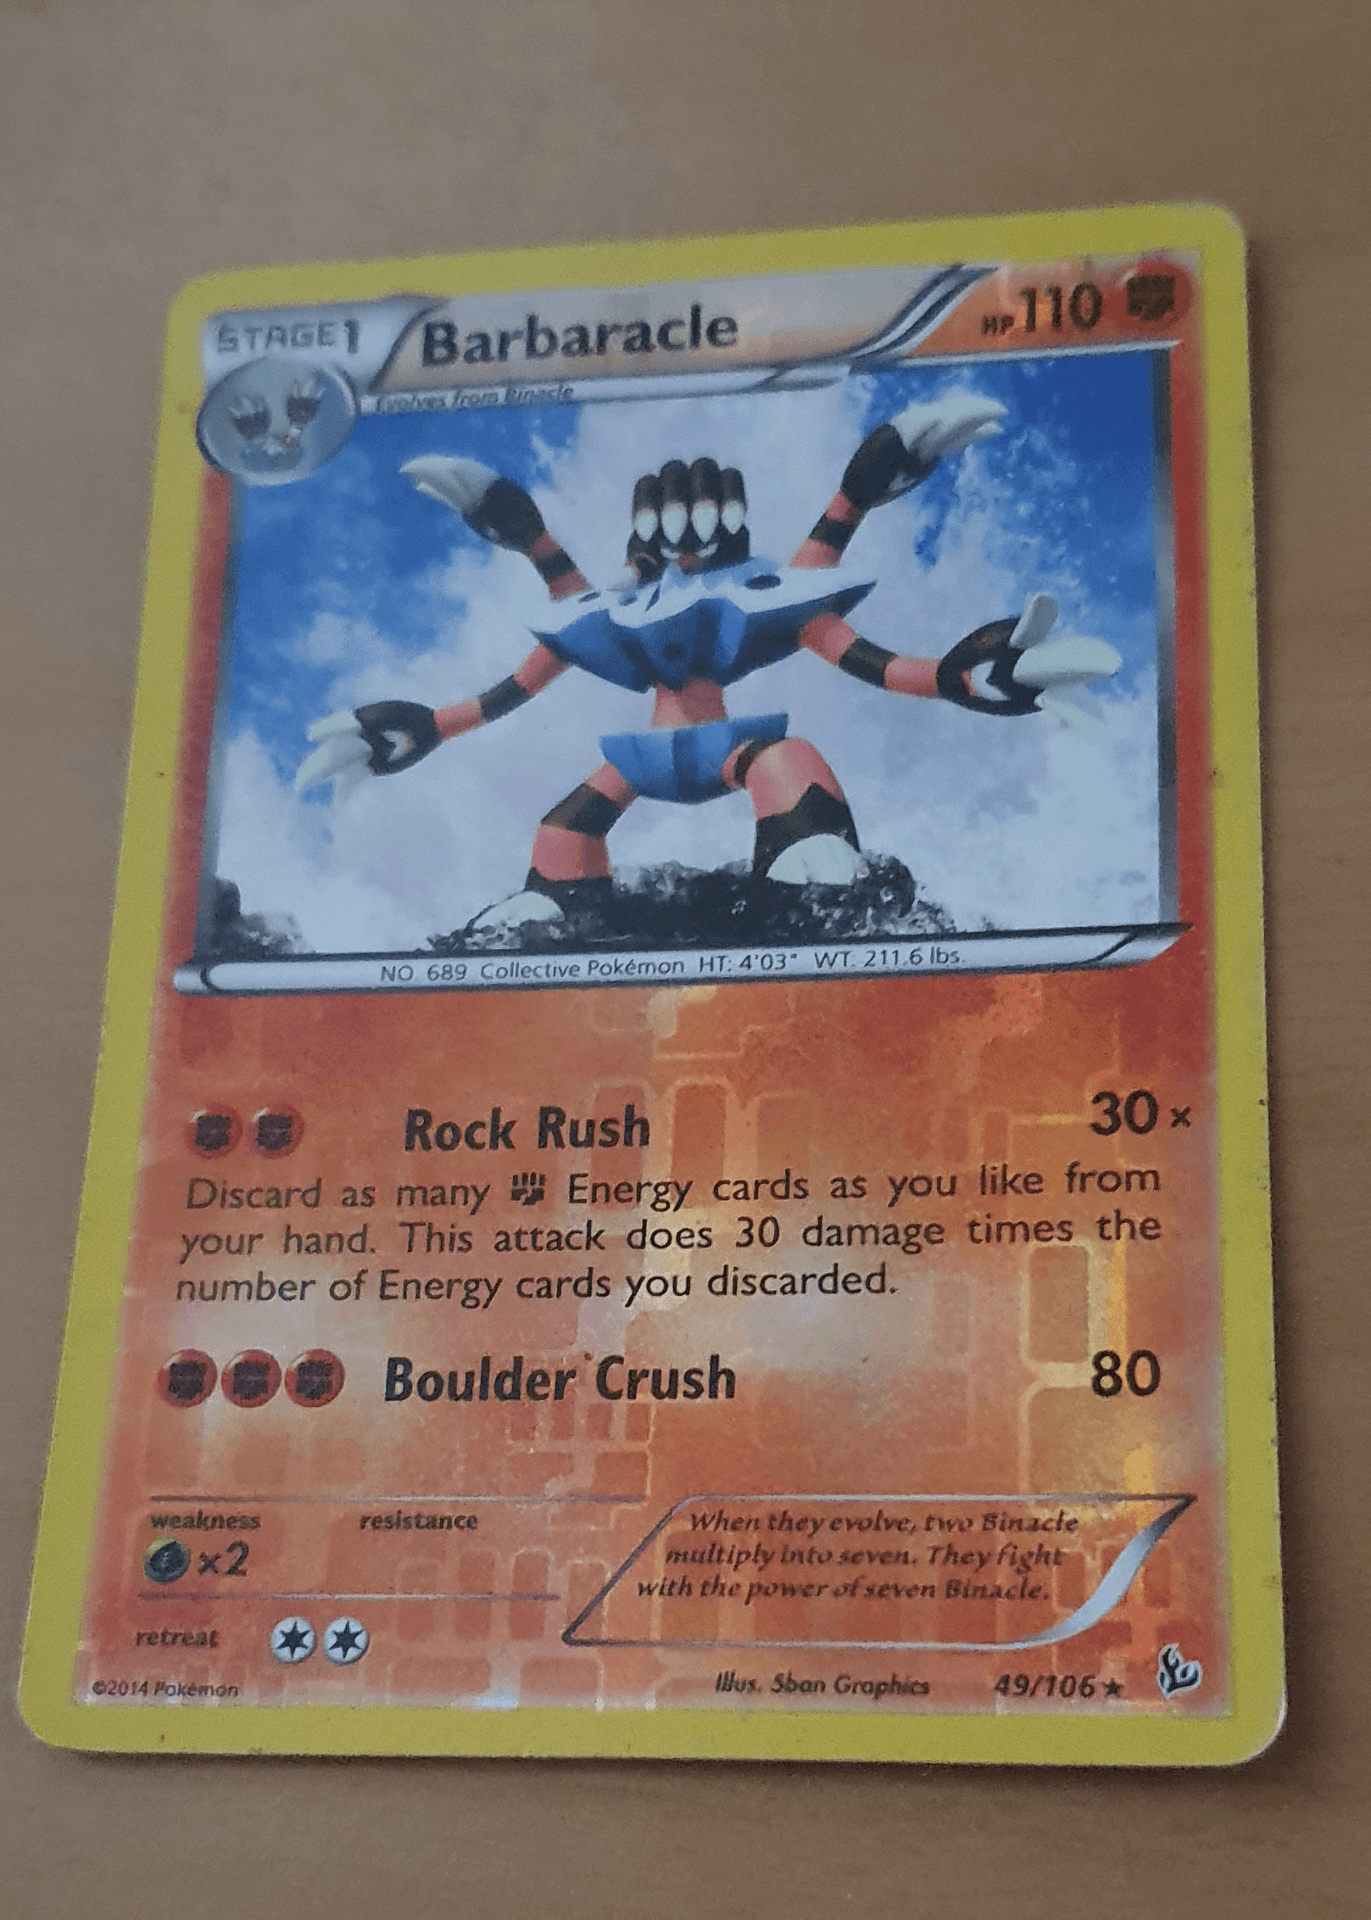 STAGE1 Barbaracle HP110
Evolves from Binacle
NO. 689 Collective Pokémon HT: 4'03" WT. 211.6 lbs.
Rock Rush 30×
Discard as many Energy cards as you like from
your hand. This attack does 30 damage times the
number of Energy cards you discarded.
Boulder Crush 80
weakness resistance
×2
retreat
When they evolve, two Binacle
multiply into seven. They fight
with the power of seven Binacle.
©2014 Pokémon Illus. 5ban Graphics 49/106 ★